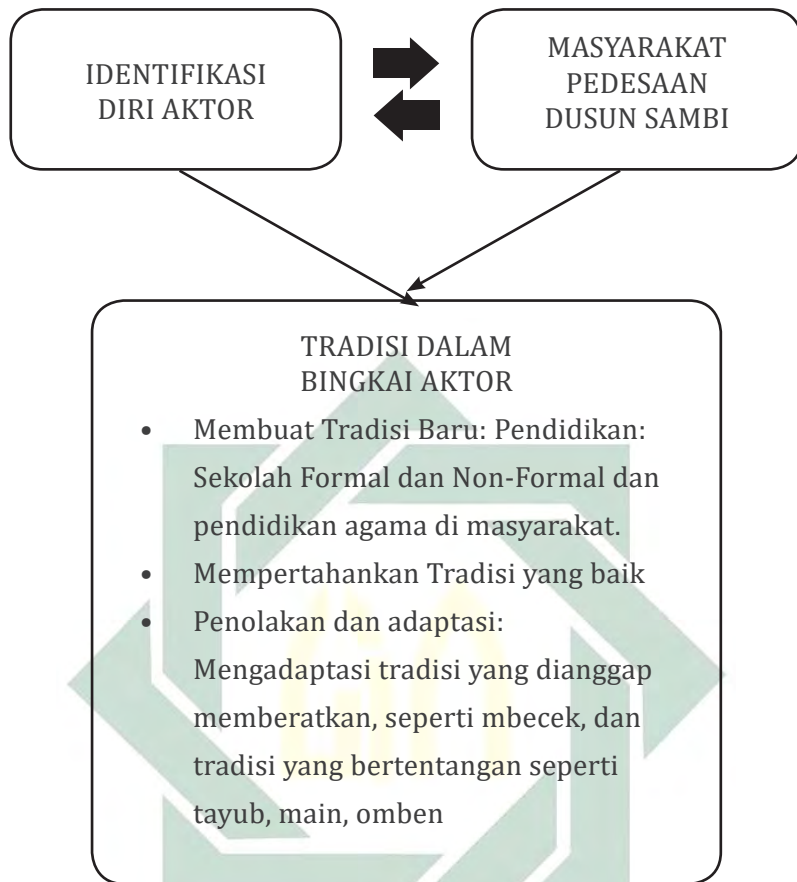 IDENTIFIKASI
DIRI AKTOR
MASYARAKAT
PEDESAAN
DUSUN SAMBI
TRADISI DALAM
BINGKAI AKTOR
• Membuat Tradisi Baru: Pendidikan:
Sekolah Formal dan Non-Formal dan
pendidikan agama di masyarakat.
• Mempertahankan Tradisi yang baik
• Penolakan dan adaptasi:
Mengadaptasi tradisi yang dianggap
memberatkan, seperti mbecek, dan
tradisi yang bertentangan seperti
tayub, main, omben